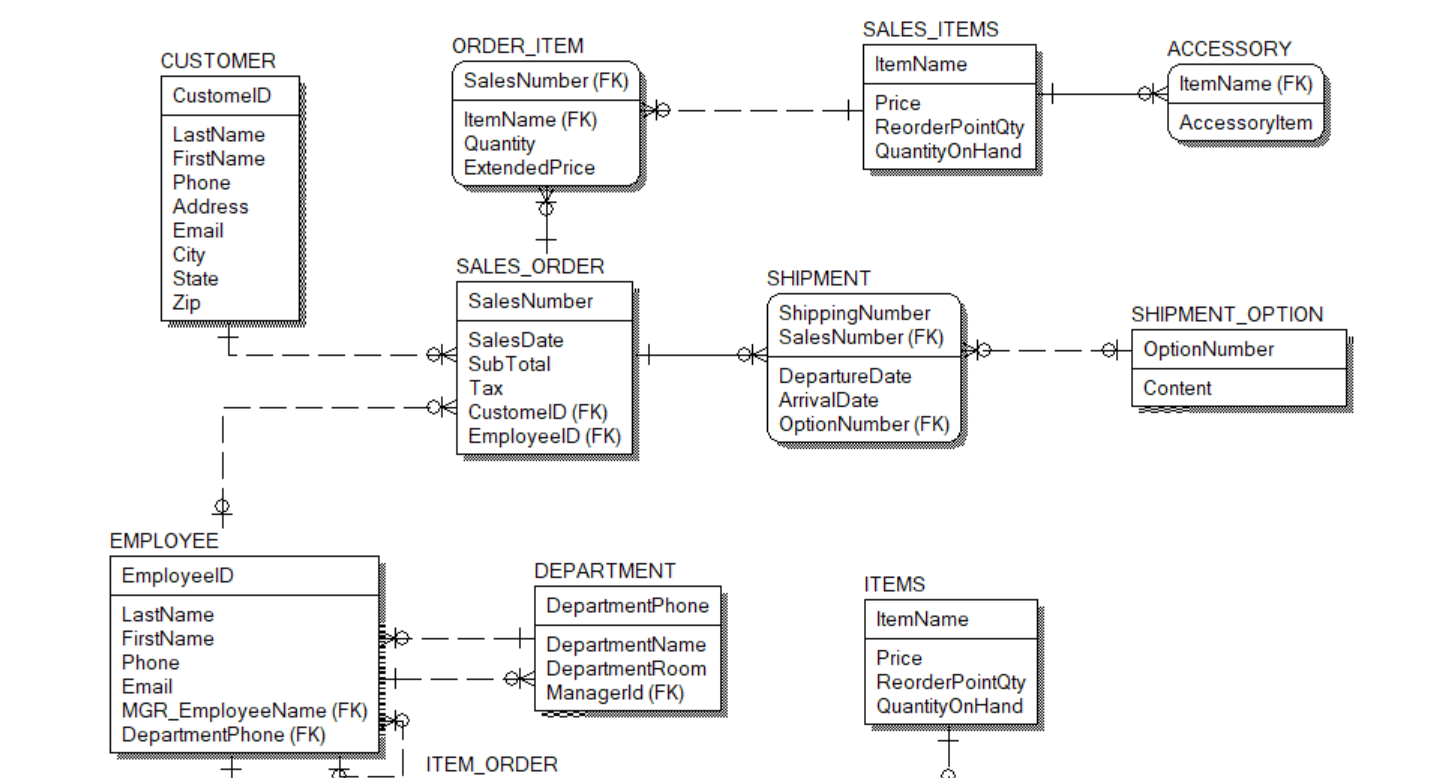 CUSTOMER
CustomeID
LastName
FirstName
Phone
Address
Email
City
State
Zip
ORDER_ITEM
SalesNumber (FK)
ItemName (FK)
Quantity
ExtendedPrice
SALES_ITEMS
ItemName
Price
ReorderPointQty
QuantityOnHand
ACCESSORY
ItemName (FK)
AccessoryItem
SALES_ORDER
SalesNumber
SalesDate
SubTotal
Tax
CustomeID (FK)
EmployeeID (FK)
SHIPMENT
ShippingNumber
SalesNumber (FK)
DepartureDate
ArrivalDate
OptionNumber (FK)
SHIPMENT_OPTION
OptionNumber
Content
EMPLOYEE
EmployeeID
LastName
FirstName
Phone
Email
MGR_EmployeeName (FK)
DepartmentPhone (FK)
DEPARTMENT
DepartmentPhone
DepartmentName
DepartmentRoom
ManagerId (FK)
ITEMS
ItemName
Price
ReorderPointQty
QuantityOnHand
ITEM_ORDER